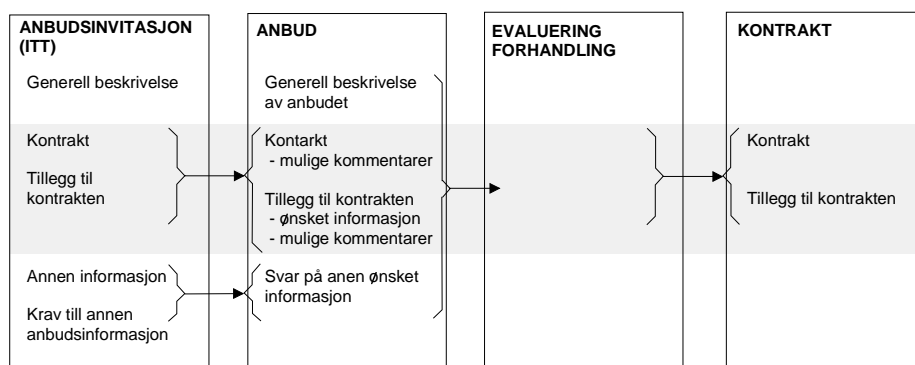 ANBUDSINVITASJON
(ITT)
Generell beskrivelse
Kontrakt
Tillegg til
kontrakten
Annen informasjon
Krav till annen
anbudsinformasjon
ANBUD
Generell beskrivelse
av anbudet
Kontarkt
- mulige kommentarer
Tillegg til kontrakten
- ønsket informasjon
- mulige kommentarer
Svar på anen ønsket
informasjon
EVALUERING
FORHANDLING
KONTRAKT
Kontrakt
Tillegg til kontrakten